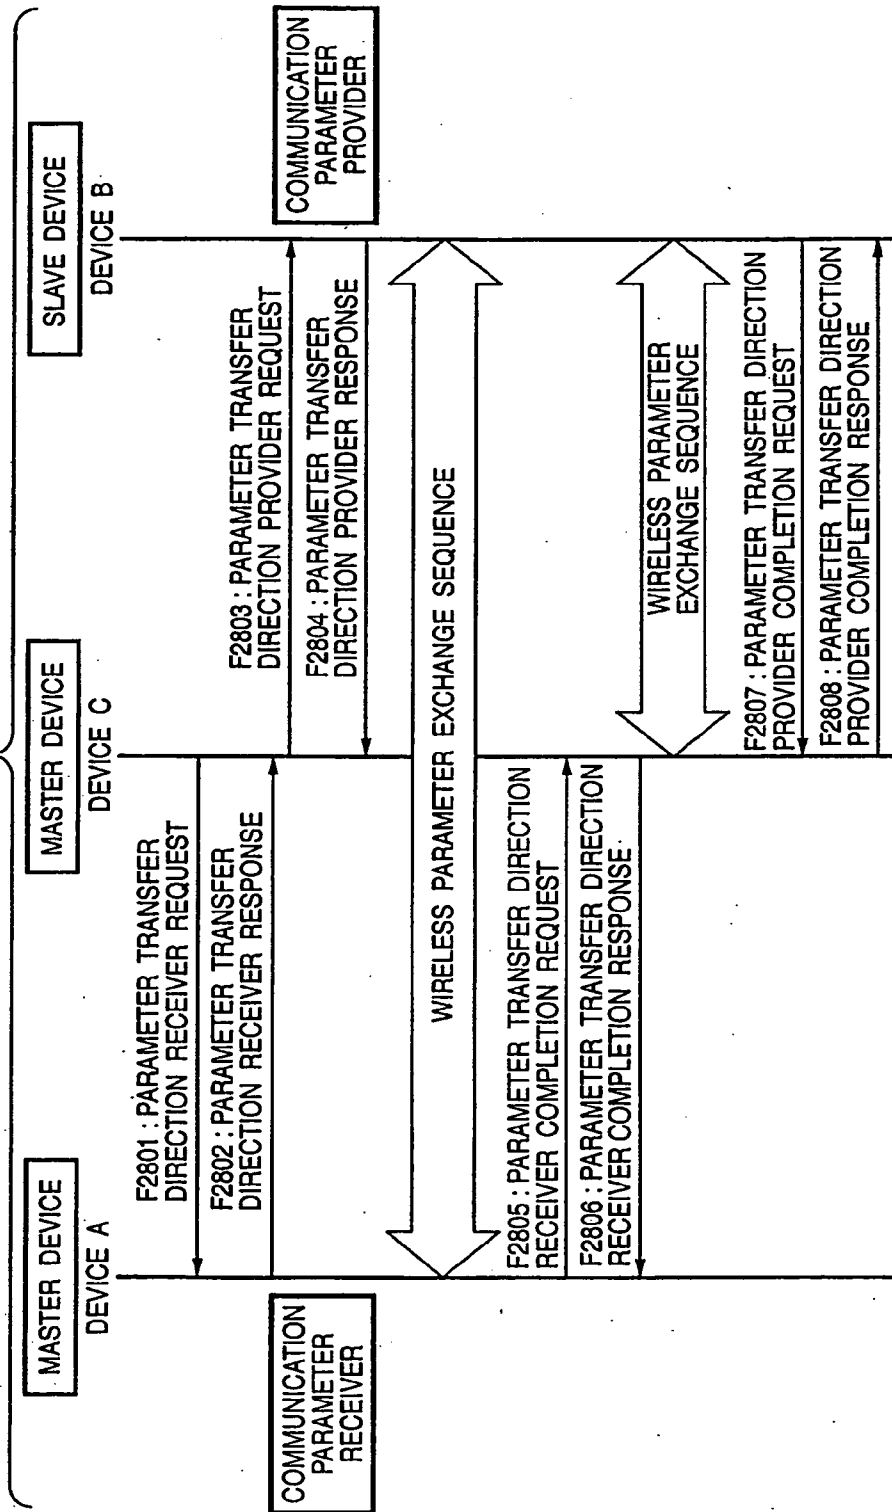 MASTER DEVICE
DEVICE A
MASTER DEVICE
DEVICE C
SLAVE DEVICE
DEVICE B
COMMUNICATION
PARAMETER
RECEIVER
COMMUNICATION
PARAMETER
PROVIDER
F2801 : PARAMETER TRANSFER
DIRECTION RECEIVER REQUEST
F2802 : PARAMETER TRANSFER
DIRECTION RECEIVER RESPONSE
F2803 : PARAMETER TRANSFER
DIRECTION PROVIDER REQUEST
F2804 : PARAMETER TRANSFER
DIRECTION PROVIDER RESPONSE
WIRELESS PARAMETER EXCHANGE SEQUENCE
F2805 : PARAMETER TRANSFER DIRECTION
RECEIVER COMPLETION REQUEST
F2806 : PARAMETER TRANSFER DIRECTION
RECEIVER COMPLETION RESPONSE
WIRELESS PARAMETER
EXCHANGE SEQUENCE
F2807 : PARAMETER TRANSFER DIRECTION
PROVIDER COMPLETION REQUEST
F2808 : PARAMETER TRANSFER DIRECTION
PROVIDER COMPLETION RESPONSE